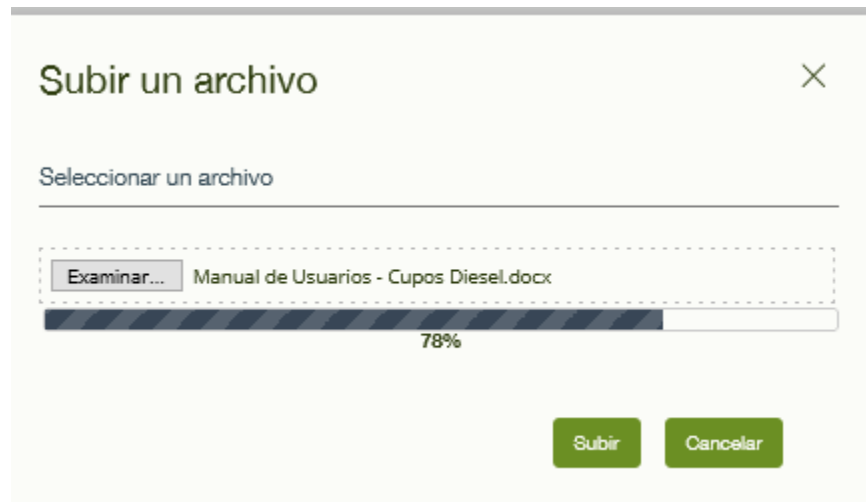 Subir un archivo
Seleccionar un archivo
Examinar... Manual de Usuarios - Cupos Diesel.docx
78%
Subir Cancelar